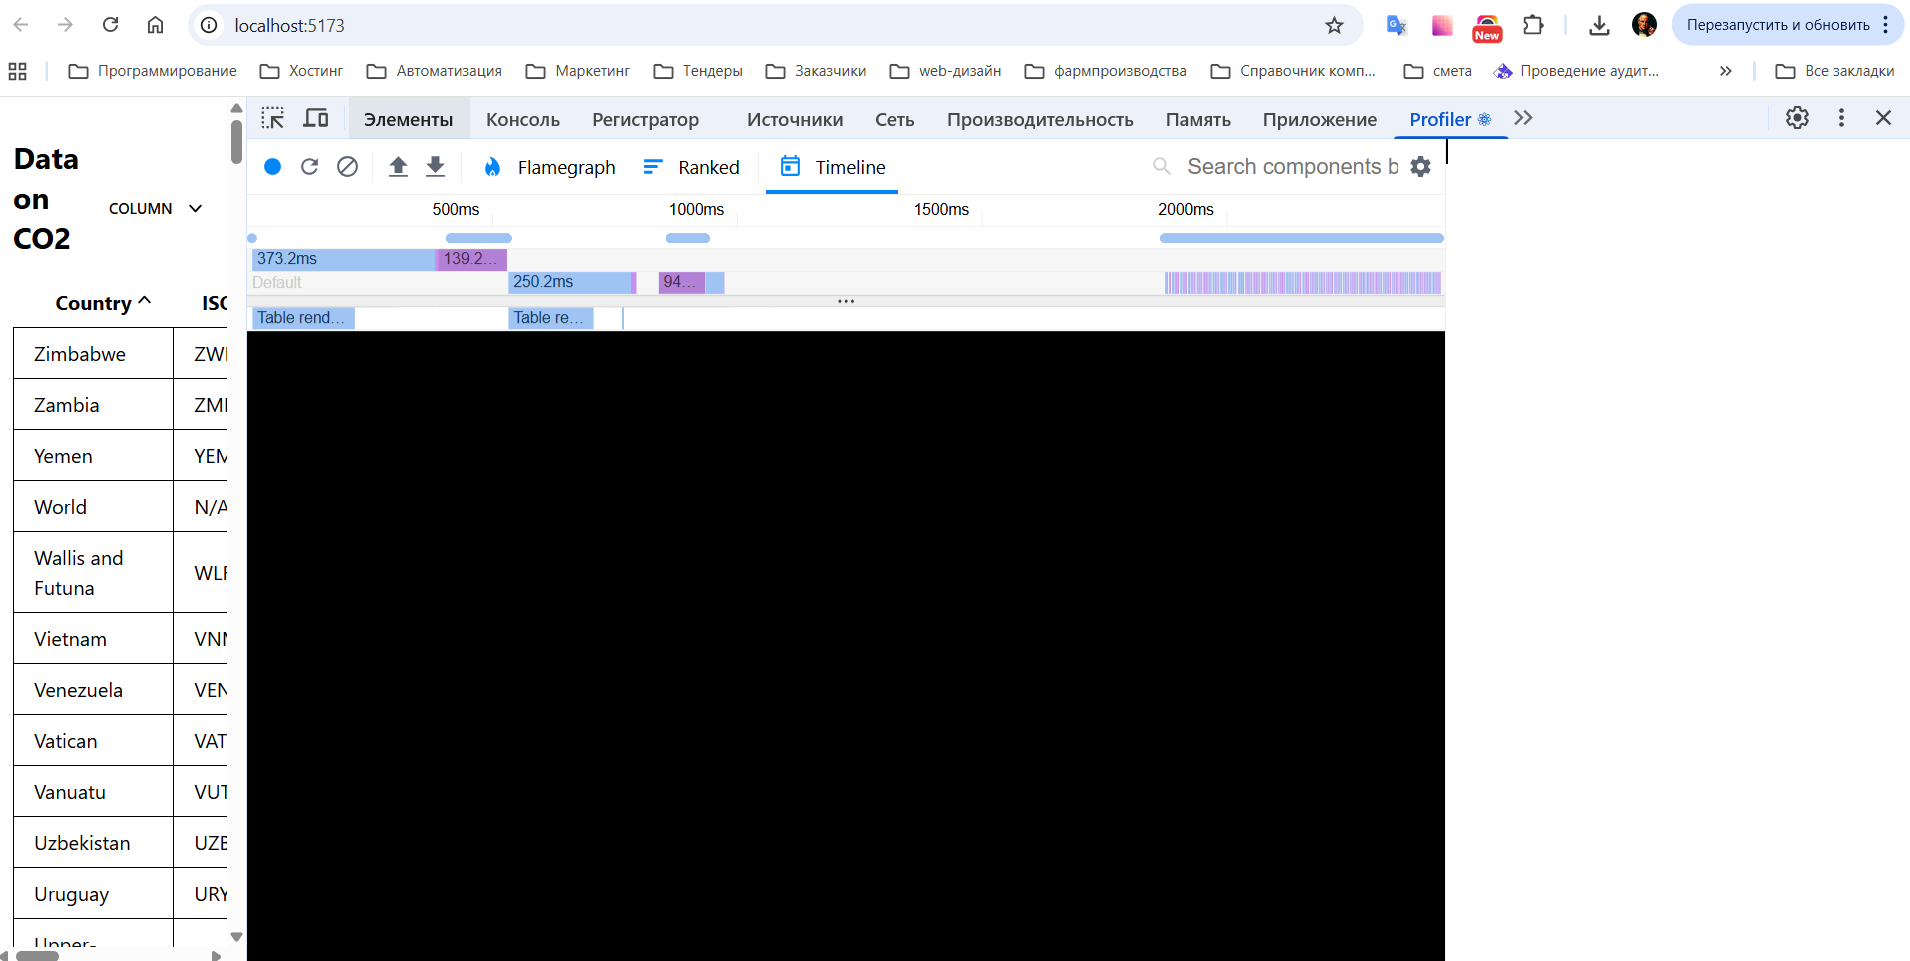 localhost:5173
New
Перезапустить и обновить
Программирование
Хостинг
Автоматизация
Маркетинг
Тендеры
Заказчики
web-дизайн
фармпроизводства
Справочник комп...
смета
Проведение аудит...
Все закладки
Data
on
CO2
COLUMN
Country
ISC
Zimbabwe
ZWI
Zambia
ZMI
Yemen
YEM
World
N/A
Wallis and
Futuna
WLF
Vietnam
VNI
Venezuela
VEN
Vatican
VAT
Vanuatu
VUT
Uzbekistan
UZB
Uruguay
URY
Upper-
Элементы
Консоль
Регистратор
Источники
Сеть
Производительность
Память
Приложение
Profiler
Flamegraph
Ranked
Timeline
Search components b
500ms
1000ms
1500ms
2000ms
373.2ms
139.2...
Default
250.2ms
94...
Table rend...
Table re...